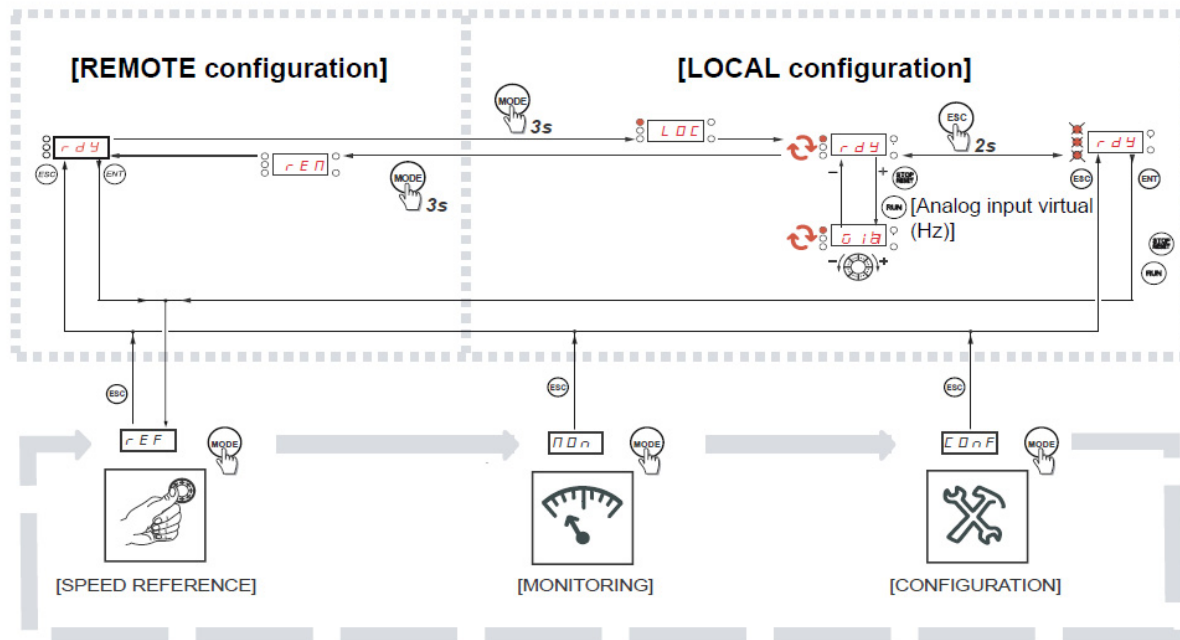 [REMOTE configuration]
[LOCAL configuration]
MODE
3s
ESC
2s
rdY
LOC
rdY
rdY
rEM
ESC
ENT
MODE
3s
- + STOP RESET
ESC
ENT
RUN [Analog input virtual
(Hz)]
- +
STOP RESET
RUN
ESC
ESC
ESC
rEF
MODE
MOn
MODE
COnF
MODE
[SPEED REFERENCE]
[MONITORING]
[CONFIGURATION]